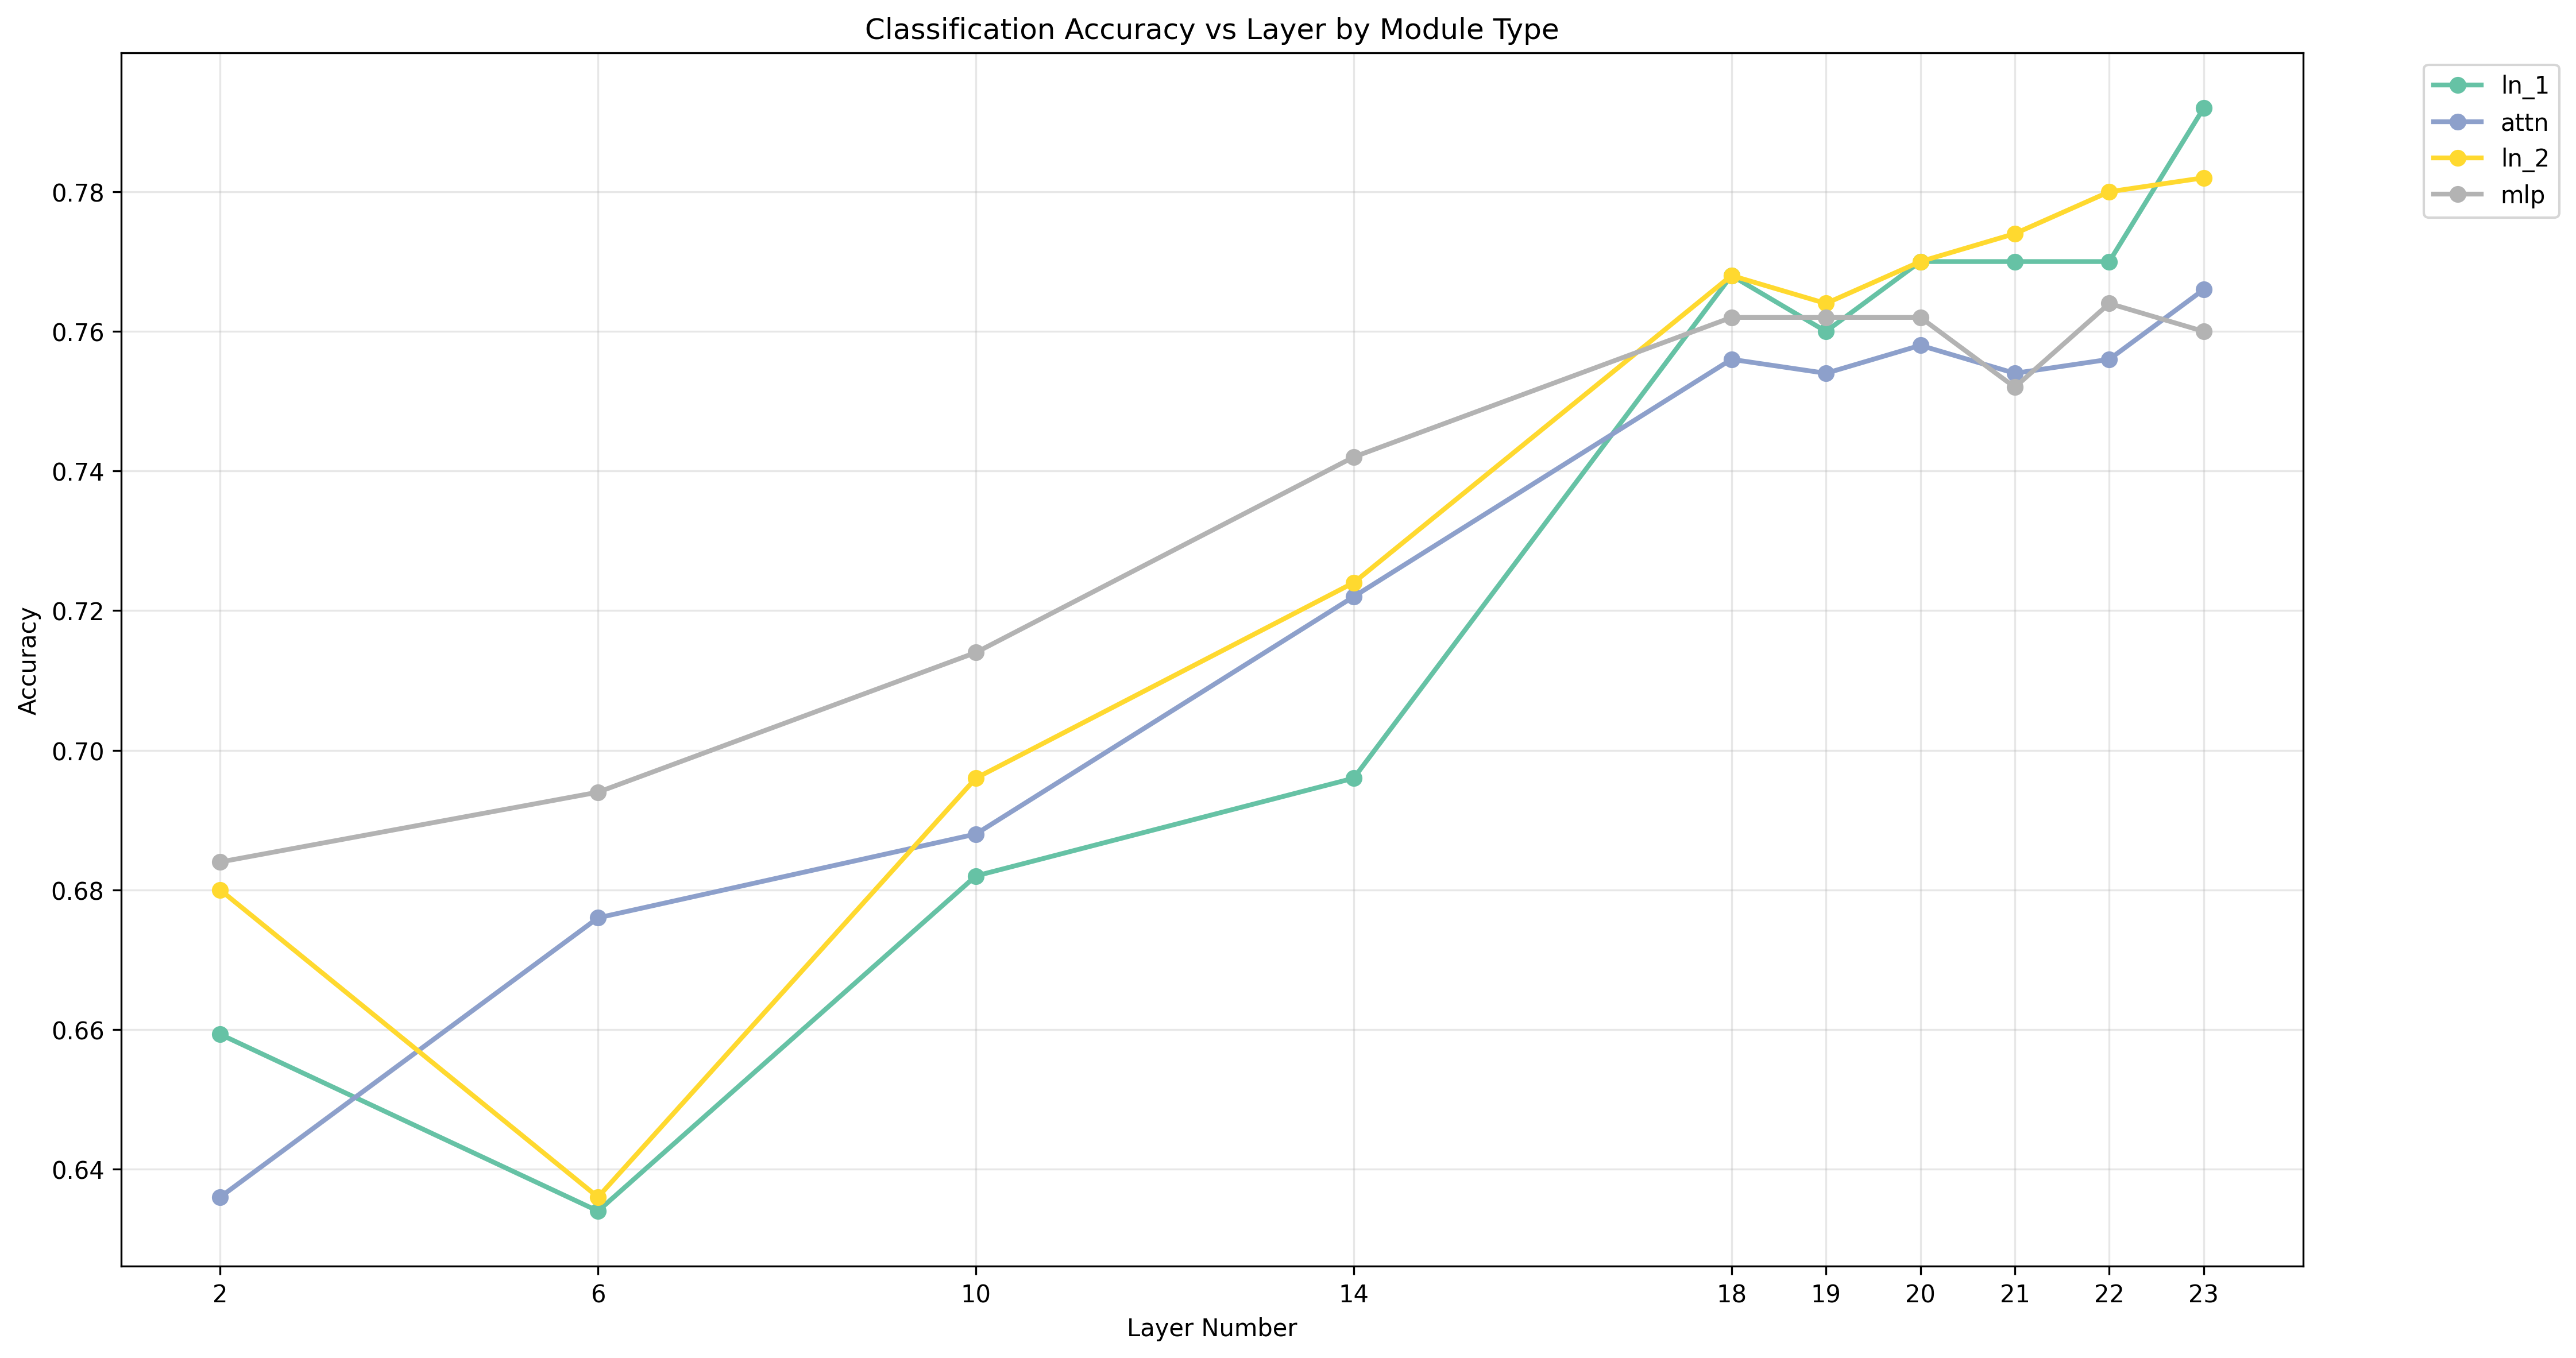 Classification Accuracy vs Layer by Module Type
ln_1
attn
ln_2
mlp
0.78
0.76
0.74
0.72
0.70
0.68
0.66
0.64
Accuracy
2 6 10 14 18 19 20 21 22 23
Layer Number